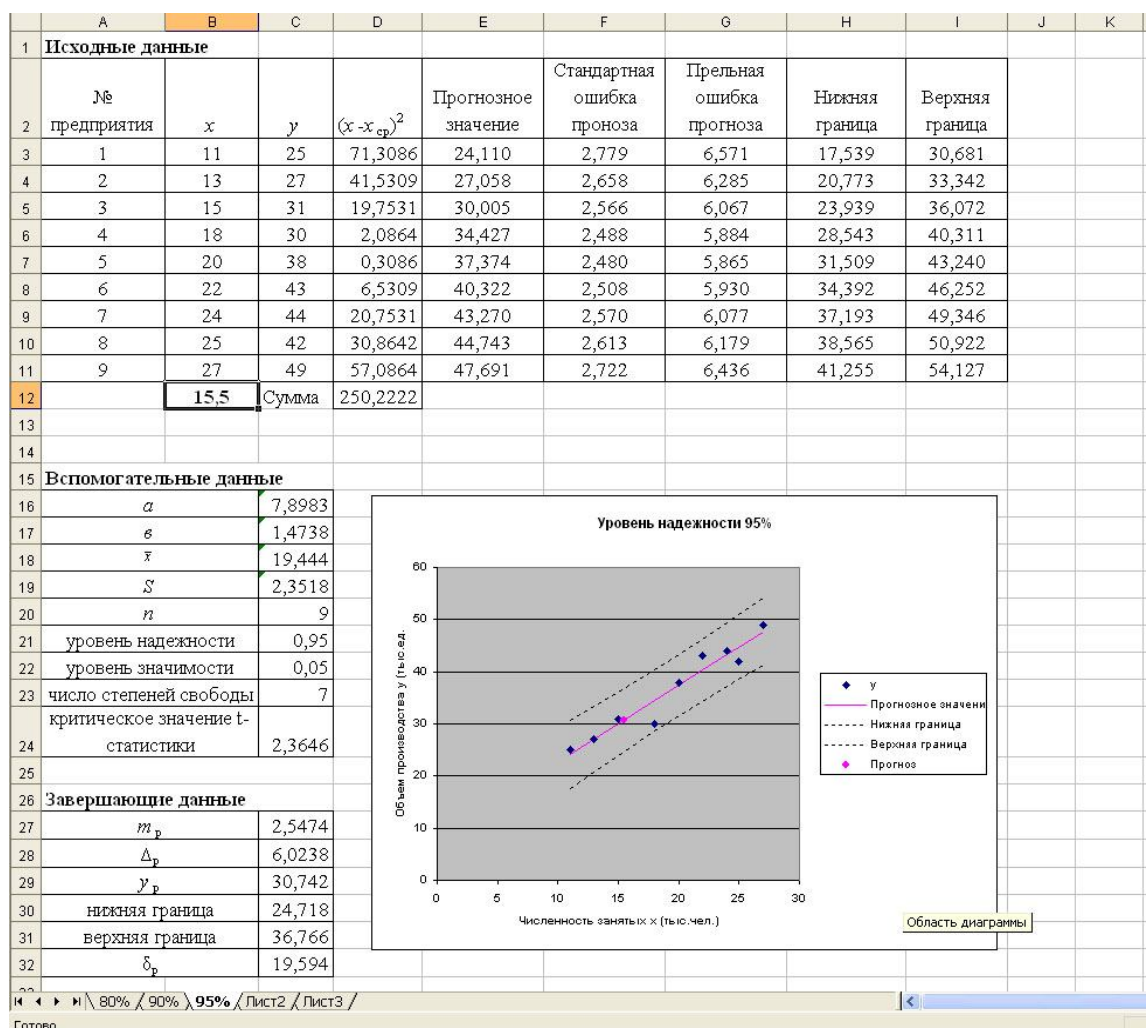 A B C D E F G H I J K
1 Исходные данные
2 № предприятия x y (x -x ср)² Прогнозное значение Стандартная ошибка проноза Прельная ошибка прогноза Нижняя граница Верхняя граница
3 1 11 25 71,3086 24,110 2,779 6,571 17,539 30,681
4 2 13 27 41,5309 27,058 2,658 6,285 20,773 33,342
5 3 15 31 19,7531 30,005 2,566 6,067 23,939 36,072
6 4 18 30 2,0864 34,427 2,488 5,884 28,543 40,311
7 5 20 38 0,3086 37,374 2,480 5,865 31,509 43,240
8 6 22 43 6,5309 40,322 2,508 5,930 34,392 46,252
9 7 24 44 20,7531 43,270 2,570 6,077 37,193 49,346
10 8 25 42 30,8642 44,743 2,613 6,179 38,565 50,922
11 9 27 49 57,0864 47,691 2,722 6,436 41,255 54,127
12 15,5 Сумма 250,2222
13
14
15 Вспомогательные данные
16 а 7,8983
17 в 1,4738
18 x̄ 19,444
19 S 2,3518
20 n 9
21 уровень надежности 0,95
22 уровень значимости 0,05
23 число степеней свободы 7
24 критическое значение t-
статистики 2,3646
25
26 Завершающие данные
27 m р 2,5474
28 Δр 6,0238
29 y р 30,742
30 нижняя граница 24,718
31 верхняя граница 36,766
32 δр 19,594
Уровень надежности 95%
60
50
40
30
20
10
0
0 5 10 15 20 25 30
Объем производства y (тыс.ед.
Численность занятых x (тыс.чел.)
y
Прогнозное значени
Нижняя граница
Верхняя граница
Прогноз
Область диаграммы
80% / 90% \ 95% / Лист2 / Лист3 /
Готово